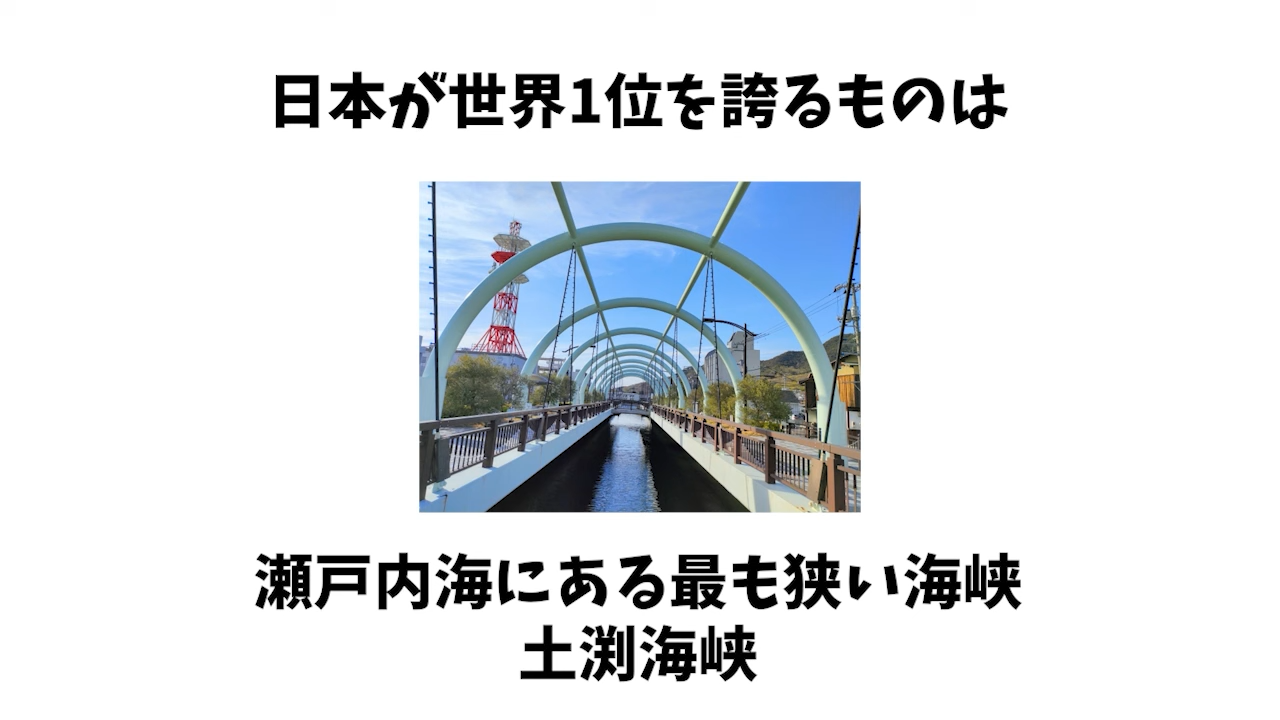 日本が世界1位を誇るものは
瀬戸内海にある最も狭い海峡
土渕海峡